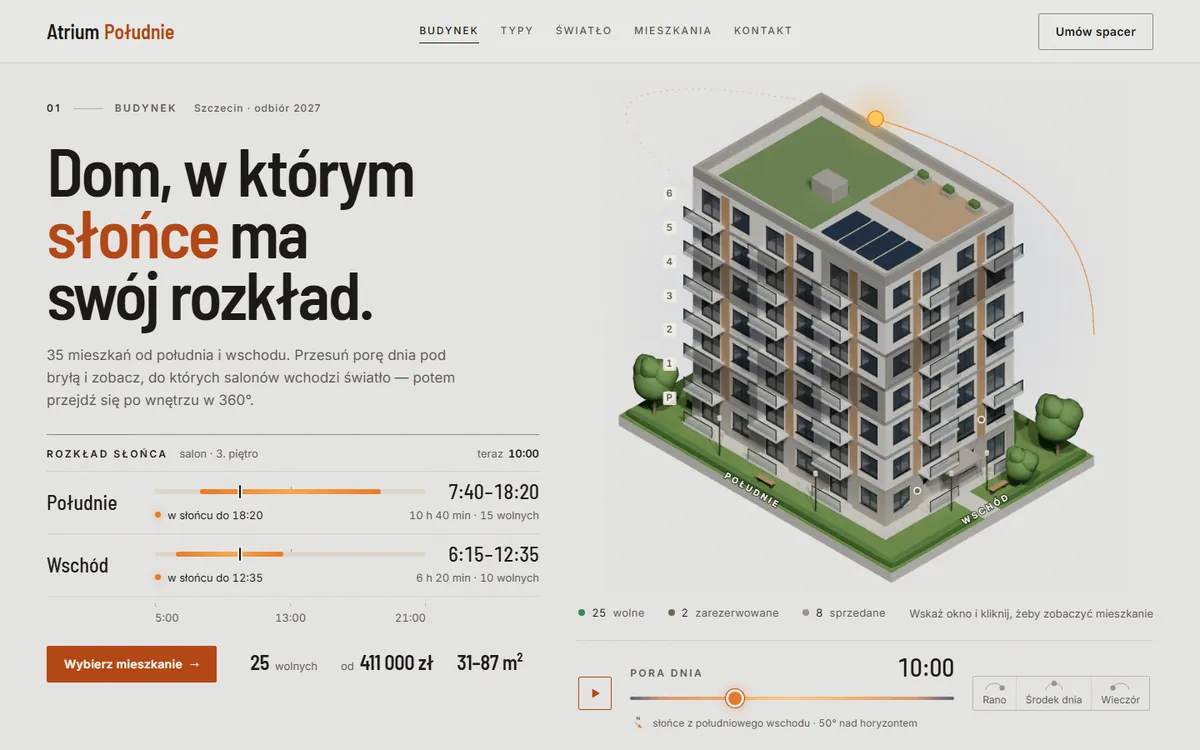 Atrium Południe
BUDYNEK TYPY ŚWIATŁO MIESZKANIA KONTAKT
Umów spacer
01 BUDYNEK Szczecin · odbiór 2027
Dom, w którym
słońce ma
swój rozkład.
35 mieszkań od południa i wschodu. Przesuń porę dnia pod
bryłą i zobacz, do których salonów wchodzi światło — potem
przejdź się po wnętrzu w 360°.
ROZKŁAD SŁOŃCA salon · 3. piętro teraz 10:00
Południe 7:40–18:20
w słońcu do 18:20 10 h 40 min · 15 wolnych
Wschód 6:15–12:35
w słońcu do 12:35 6 h 20 min · 10 wolnych
5:00 13:00 21:00
Wybierz mieszkanie → 25 wolnych od 411 000 zł 31–87 m²
6
5
4
3
2
1
P
POŁUDNIE
WSCHÓD
25 wolne 2 zarezerwowane 8 sprzedane Wskaż okno i kliknij, żeby zobaczyć mieszkanie
PORA DNIA 10:00
Rano Środek dnia Wieczór
słońce z południowego wschodu · 50° nad horyzontem